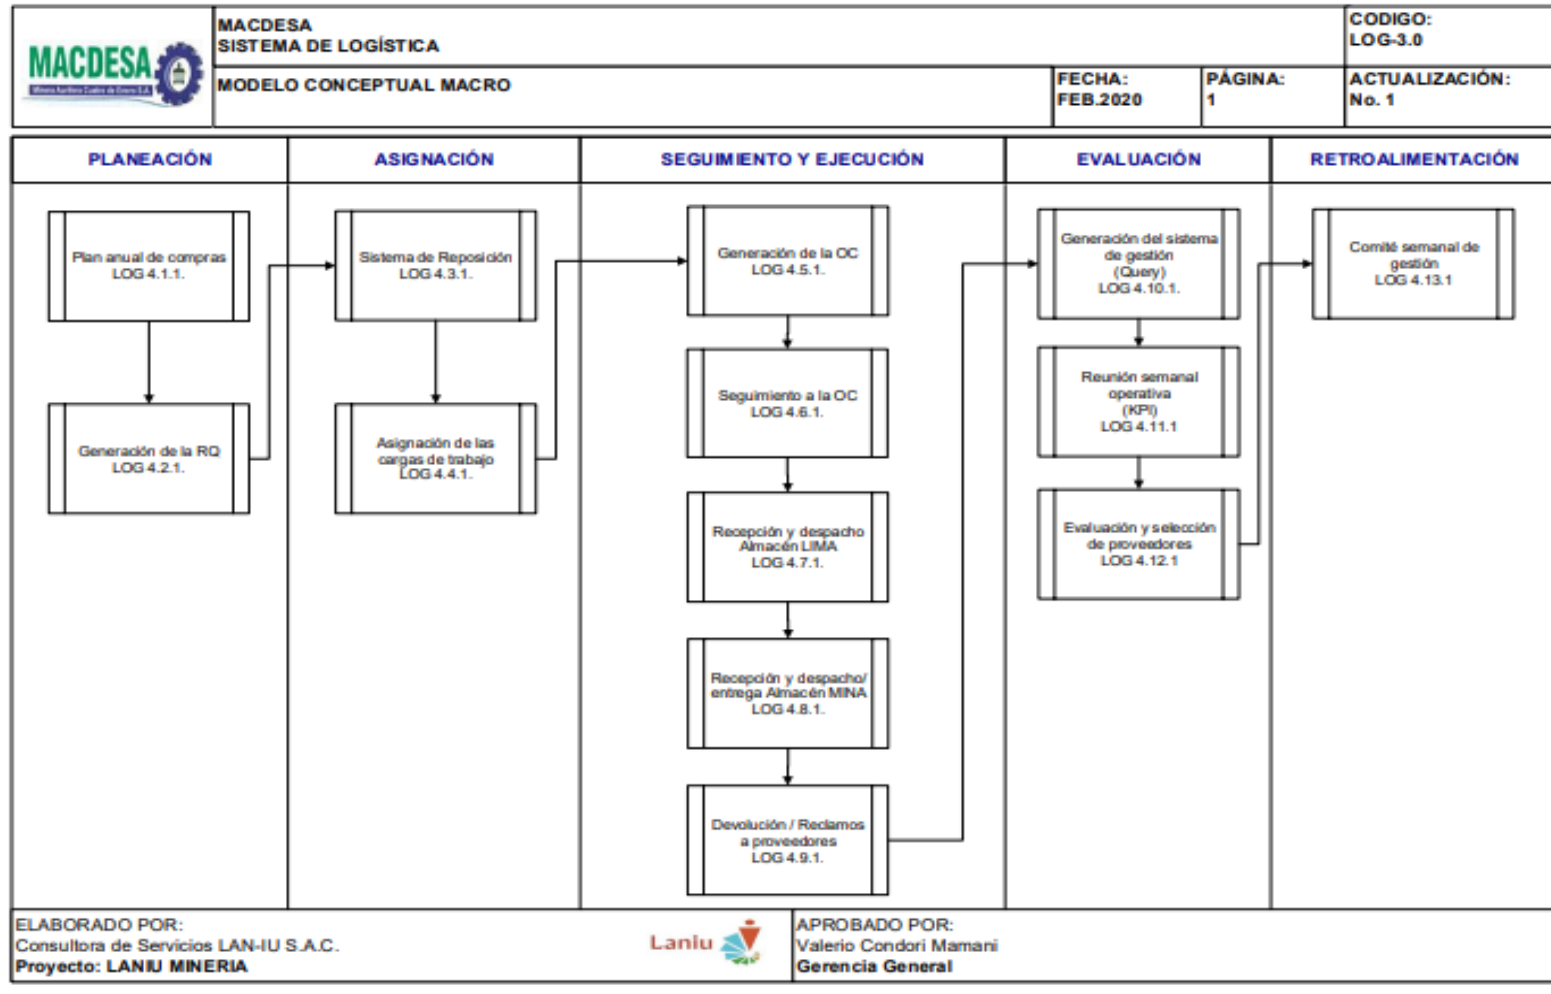 MACDESA
Minera Aurífera Cuatro de Enero S.A.
MACDESA
SISTEMA DE LOGÍSTICA
CODIGO:
LOG-3.0
MODELO CONCEPTUAL MACRO
FECHA:
FEB.2020
PÁGINA:
1
ACTUALIZACIÓN:
No. 1
PLANEACIÓN
ASIGNACIÓN
SEGUIMIENTO Y EJECUCIÓN
EVALUACIÓN
RETROALIMENTACIÓN
Plan anual de compras
LOG 4.1.1.
Generación de la RQ
LOG 4.2.1.
Sistema de Reposición
LOG 4.3.1.
Asignación de las
cargas de trabajo
LOG 4.4.1.
Generación de la OC
LOG 4.5.1.
Seguimiento a la OC
LOG 4.6.1.
Recepción y despacho
Almacén LIMA
LOG 4.7.1.
Recepción y despacho/
entrega Almacén MINA
LOG 4.8.1.
Devolución / Reclamos
a proveedores
LOG 4.9.1.
Generación del sistema
de gestión
(Query)
LOG 4.10.1.
Reunión semanal
operativa
(KPI)
LOG 4.11.1
Evaluación y selección
de proveedores
LOG 4.12.1
Comité semanal de
gestión
LOG 4.13.1
ELABORADO POR:
Consultora de Servicios LAN-IU S.A.C.
Proyecto: LANIU MINERIA
Laniu
APROBADO POR:
Valerio Condori Mamani
Gerencia General